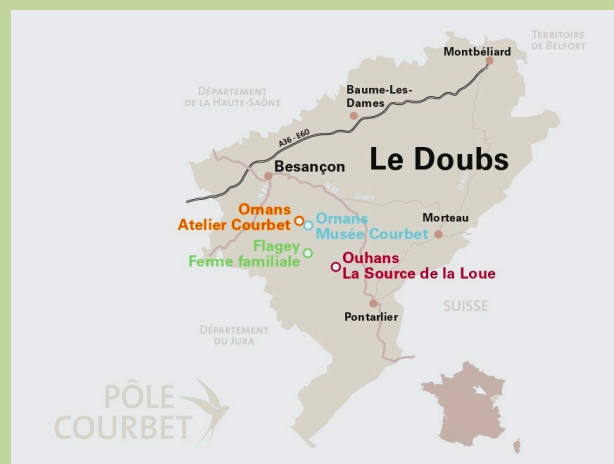 TERRITOIRE
DE BELFORT
Montbéliard
DÉPARTEMENT
DE LA HAUTE-SAÔNE
Baume-Les-
Dames
A36 - E60
Le Doubs
Besançon
Ornans
Atelier Courbet
Ornans
Musée Courbet
Morteau
Flagey
Ferme familiale
Ouhans
La Source de la Loue
SUISSE
Pontarlier
DÉPARTEMENT
DU JURA
PÔLE
COURBET